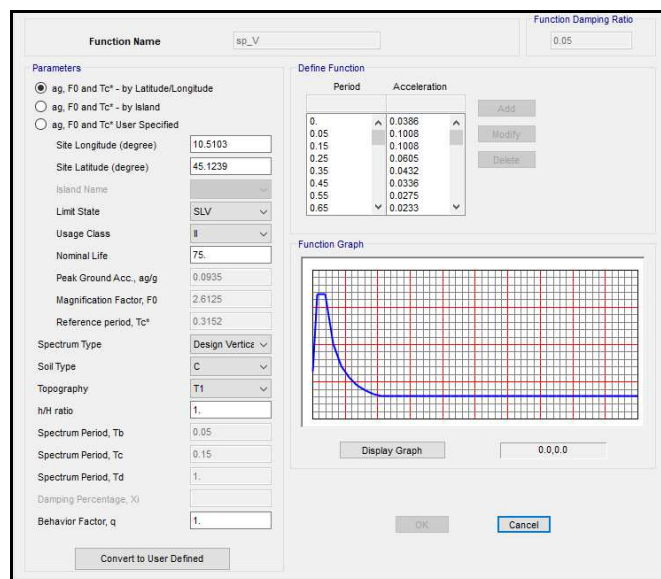 Function Damping Ratio
Function Name
sp_V
0.05
Parameters
ag, F0 and Tc* - by Latitude/Longitude
ag, F0 and Tc* - by Island
ag, F0 and Tc* User Specified
Site Longitude (degree) 10.5103
Site Latitude (degree) 45.1239
Island Name
Limit State SLV
Usage Class II
Nominal Life 75.
Peak Ground Acc., ag/g 0.0935
Magnification Factor, F0 2.6125
Reference period, Tc* 0.3152
Spectrum Type Design Vertica
Soil Type C
Topography T1
h/H ratio 1.
Spectrum Period, Tb 0.05
Spectrum Period, Tc 0.15
Spectrum Period, Td 1.
Damping Percentage, Xi
Behavior Factor, q 1.
Convert to User Defined
Define Function
Period Acceleration
0. 0.0386
0.05 0.1008
0.15 0.1008
0.25 0.0605
0.35 0.0432
0.45 0.0336
0.55 0.0275
0.65 0.0233
Add
Modify
Delete
Function Graph
Display Graph
0.0,0.0
OK
Cancel